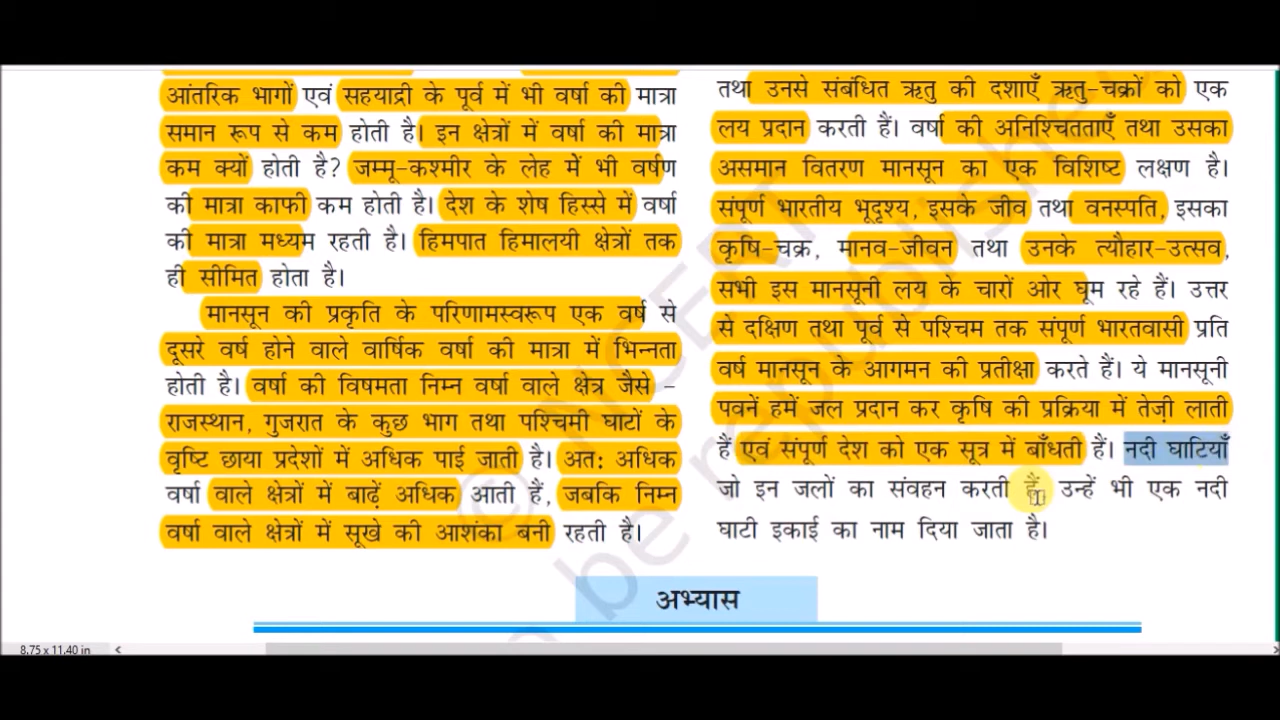 आंतरिक भागों एवं सहयाद्री के पूर्व में भी वर्षा की मात्रा
समान रूप से कम होती है। इन क्षेत्रों में वर्षा की मात्रा
कम क्यों होती है? जम्मू-कश्मीर के लेह में भी वर्षण
की मात्रा काफी कम होती है। देश के शेष हिस्से में वर्षा
की मात्रा मध्यम रहती है। हिमपात हिमालयी क्षेत्रों तक
ही सीमित होता है।
मानसून की प्रकृति के परिणामस्वरूप एक वर्ष से
दूसरे वर्ष होने वाले वार्षिक वर्षा की मात्रा में भिन्नता
होती है। वर्षा की विषमता निम्न वर्षा वाले क्षेत्र जैसे –
राजस्थान, गुजरात के कुछ भाग तथा पश्चिमी घाटों के
वृष्टि छाया प्रदेशों में अधिक पाई जाती है। अतः अधिक
वर्षा वाले क्षेत्रों में बाढ़ें अधिक आती हैं, जबकि निम्न
वर्षा वाले क्षेत्रों में सूखे की आशंका बनी रहती है।
तथा उनसे संबंधित ऋतु की दशाएँ ऋतु-चक्रों को एक
लय प्रदान करती हैं। वर्षा की अनिश्चितताएँ तथा उसका
असमान वितरण मानसून का एक विशिष्ट लक्षण है।
संपूर्ण भारतीय भूदृश्य, इसके जीव तथा वनस्पति, इसका
कृषि-चक्र, मानव-जीवन तथा उनके त्यौहार-उत्सव,
सभी इस मानसूनी लय के चारों ओर घूम रहे हैं। उत्तर
से दक्षिण तथा पूर्व से पश्चिम तक संपूर्ण भारतवासी प्रति
वर्ष मानसून के आगमन की प्रतीक्षा करते हैं। ये मानसूनी
पवनें हमें जल प्रदान कर कृषि की प्रक्रिया में तेज़ी लाती
हैं एवं संपूर्ण देश को एक सूत्र में बाँधती हैं। नदी घाटियाँ
जो इन जलों का संवहन करती हैं, उन्हें भी एक नदी
घाटी इकाई का नाम दिया जाता है।
अभ्यास
8.75 x 11.40 in
© NCERT
be republished